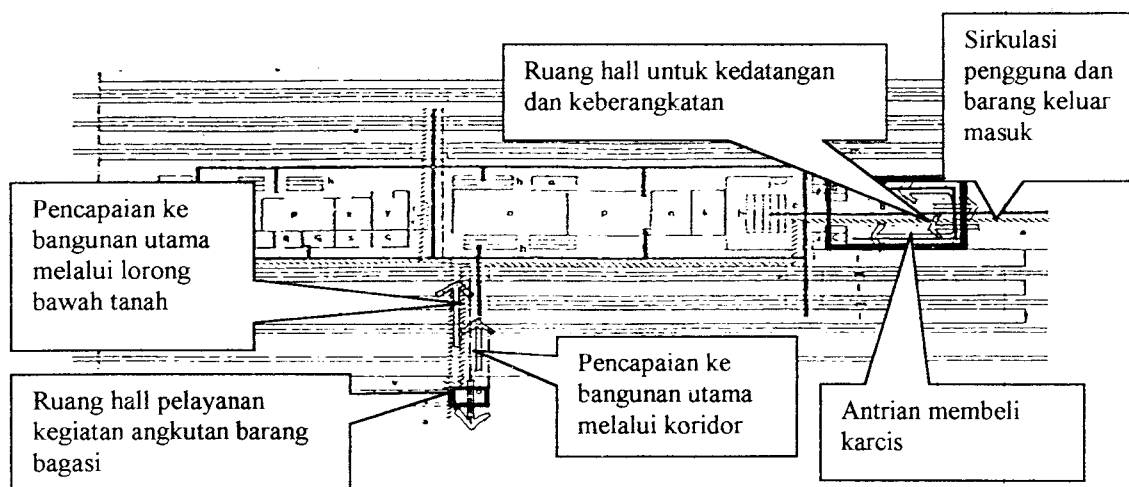 Ruang hall untuk kedatangan
dan keberangkatan
Sirkulasi
pengguna dan
barang keluar
masuk
Pencapaian ke
bangunan utama
melalui lorong
bawah tanah
Ruang hall pelayanan
kegiatan angkutan barang
bagasi
Pencapaian ke
bangunan utama
melalui koridor
Antrian membeli
karcis